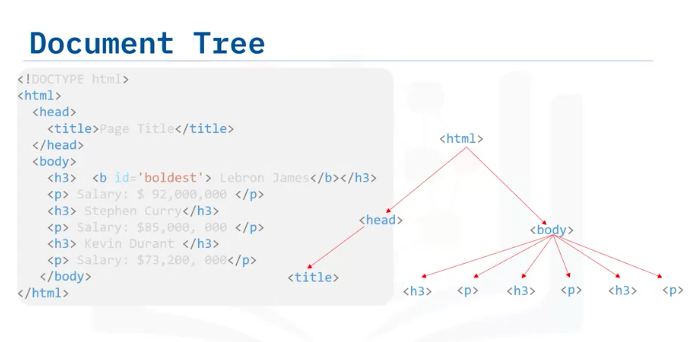 Document Tree
<!DOCTYPE html>
<html>
<head>
<title>Page Title</title>
</head>
<body>
<h3> <b id='boldest'> Lebron James</b></h3>
<p> Salary: $ 92,000,000 </p>
<h3> Stephen Curry</h3>
<p> Salary: $85,000, 000 </p>
<h3> Kevin Durant </h3>
<p> Salary: $73,200, 000</p>
</body>
</html>
<html>
<head>
<body>
<title>
<h3> <p> <h3> <p> <h3> <p>